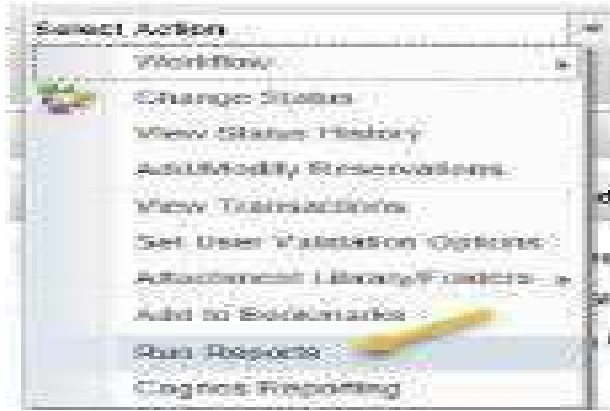 Select Action
Workflow
Change Status
View Status History
Add/Modify Reservations
View Transactions
Set User Validation Options
Attachment Library/Folders
Add to Bookmarks
Run Reports
Cognos Reporting